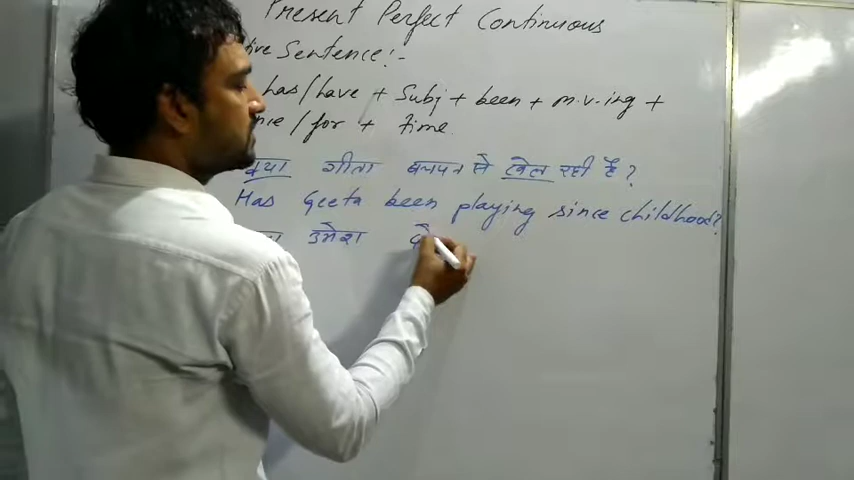 Present Perfect Continuous
tive Sentence:-
has/have + Subj + been + m.v.ing +
nce/for + time.
क्या गीता बचपन से खेल रही है?
Has Geeta been playing since childhood?
उमेश